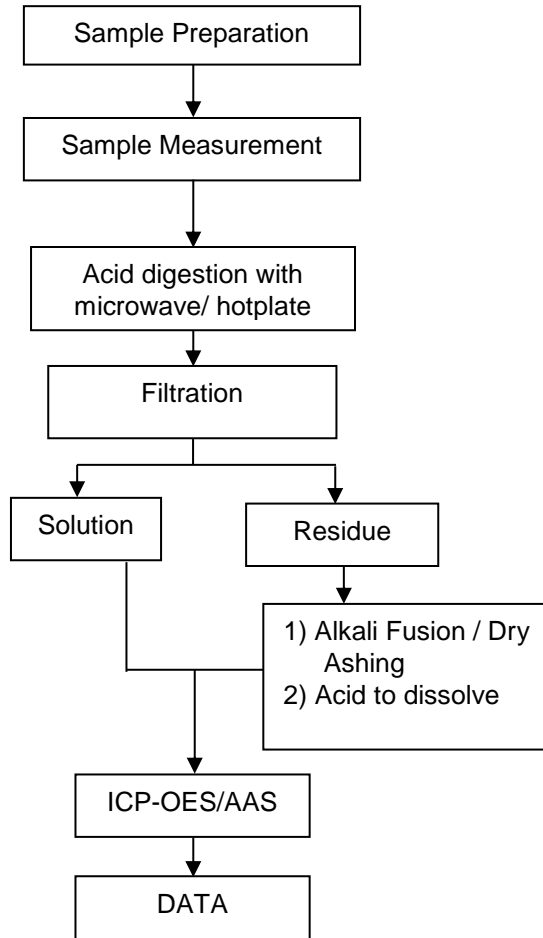 Sample Preparation
Sample Measurement
Acid digestion with
microwave/ hotplate
Filtration
Solution
Residue
1) Alkali Fusion / Dry
Ashing
2) Acid to dissolve
ICP-OES/AAS
DATA